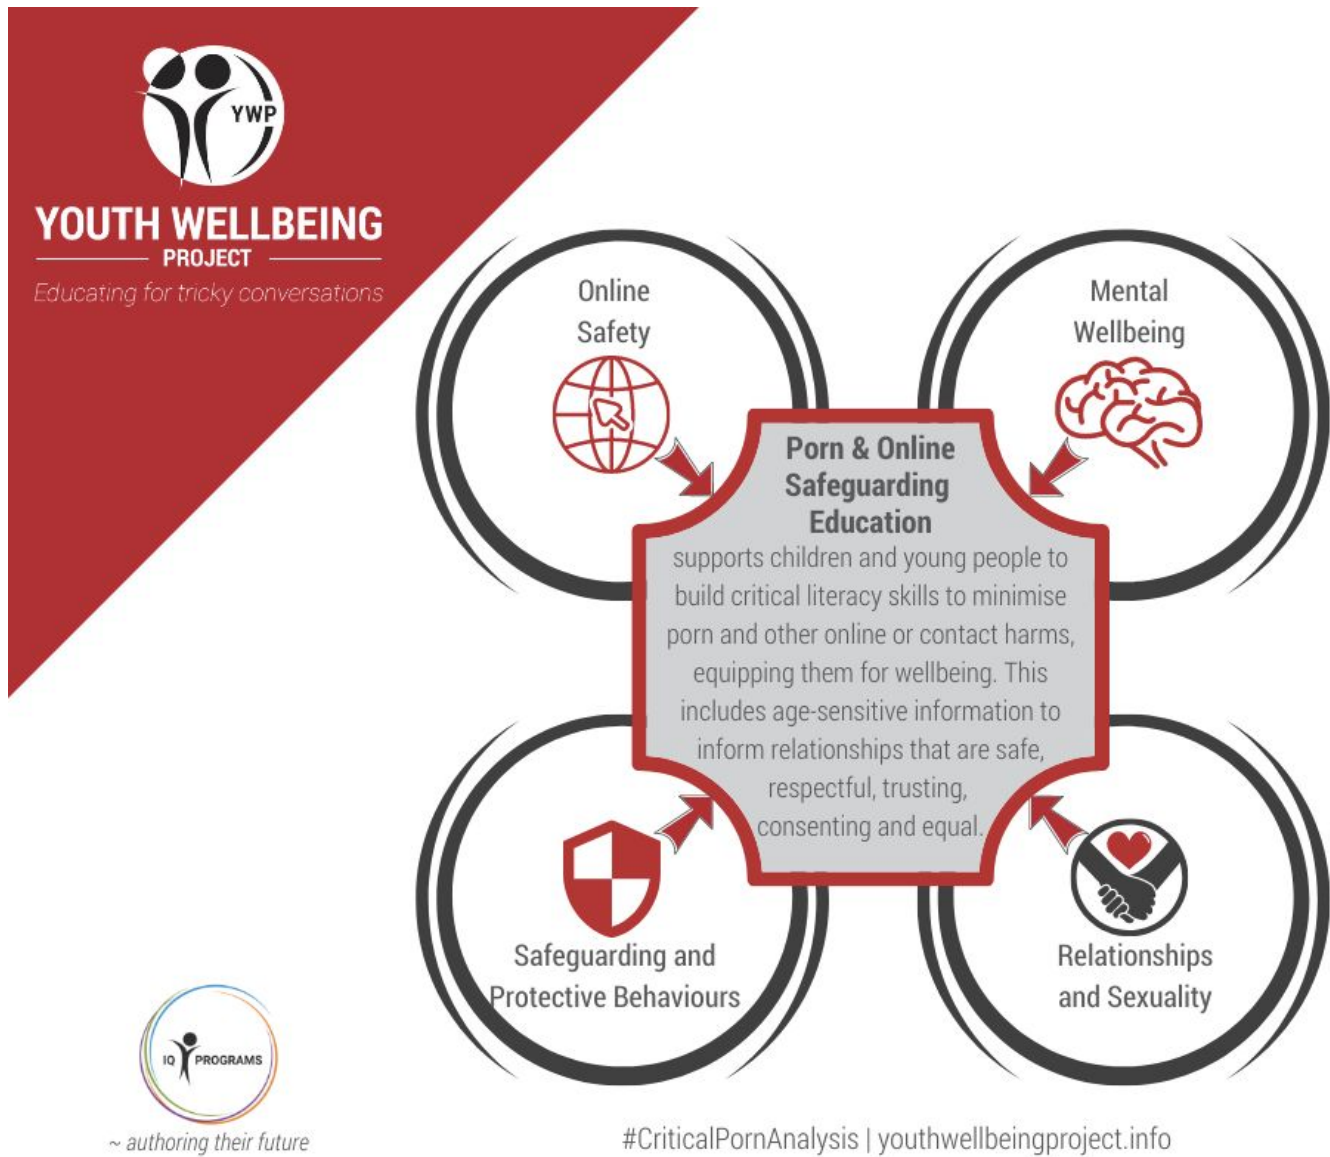 YWP
YOUTH WELLBEING
PROJECT
Educating for tricky conversations
Online
Safety
Mental
Wellbeing
Porn & Online
Safeguarding
Education
supports children and young people to
build critical literacy skills to minimise
porn and other online or contact harms,
equipping them for wellbeing. This
includes age-sensitive information to
inform relationships that are safe,
respectful, trusting,
consenting and equal.
Safeguarding and
Protective Behaviours
Relationships
and Sexuality
IQ PROGRAMS
~ authoring their future
#CriticalPornAnalysis | youthwellbeingproject.info